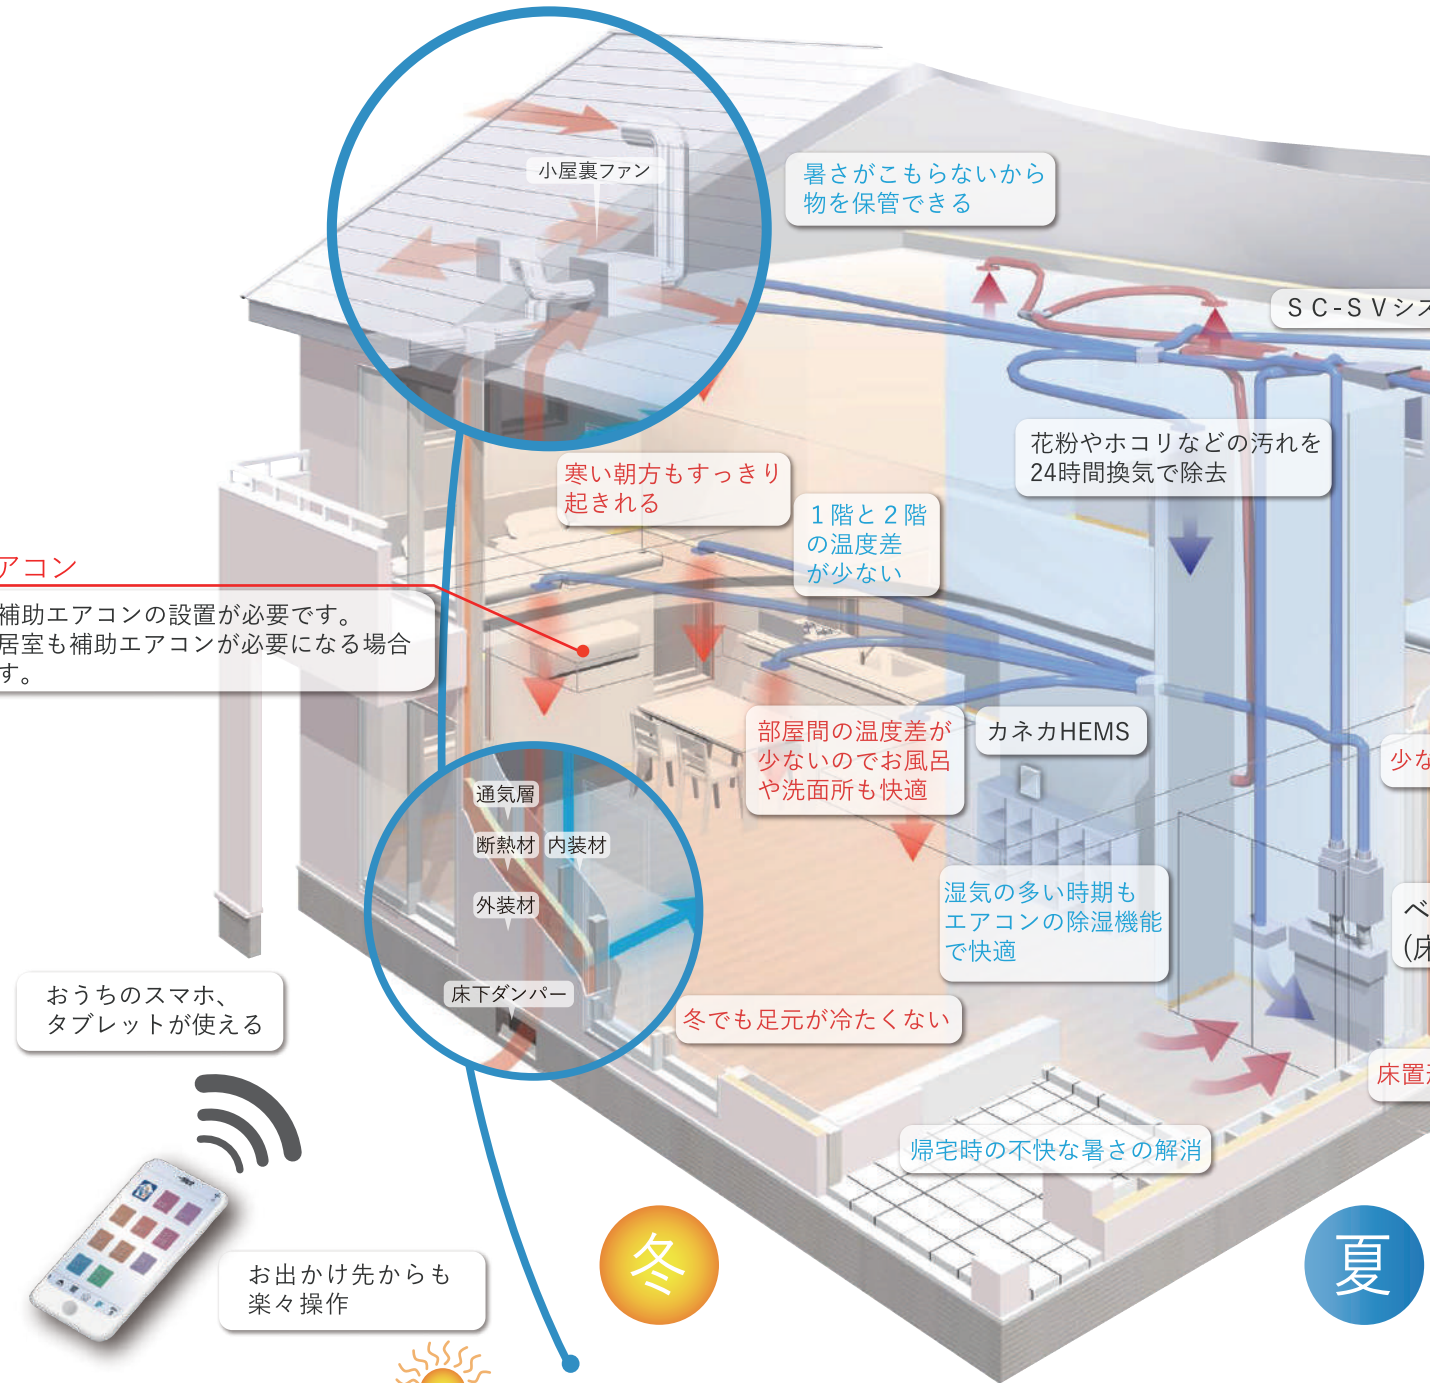 小屋裏ファン
暑さがこもらないから
物を保管できる
SC-SVシス
花粉やホコリなどの汚れを
24時間換気で除去
寒い朝方もすっきり
起きれる
1階と2階
の温度差
が少ない
アコン
補助エアコンの設置が必要です。
居室も補助エアコンが必要になる場合
す。
部屋間の温度差が
少ないのでお風呂
や洗面所も快適
カネカHEMS
少な
通気層
断熱材
内装材
外装材
床下ダンパー
湿気の多い時期も
エアコンの除湿機能
で快適
ベ
(床
おうちのスマホ、
タブレットが使える
冬でも足元が冷たくない
床置
帰宅時の不快な暑さの解消
冬
夏
お出かけ先からも
楽々操作